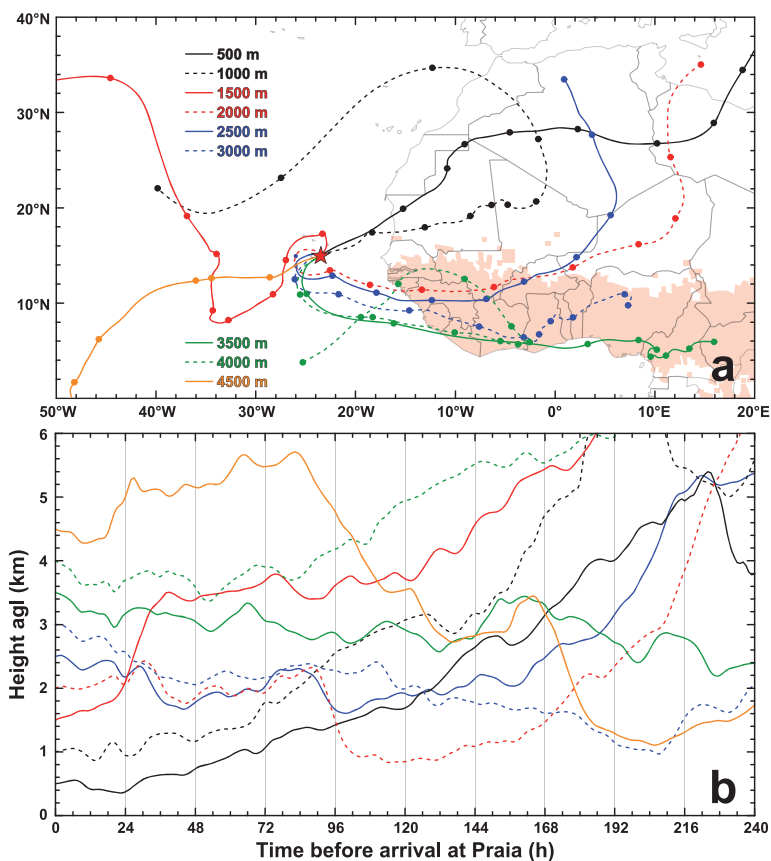 40°N
30°N
20°N
10°N
50°W
40°W
30°W
20°W
10°W
0°
10°E
20°E
500 m
1000 m
1500 m
2000 m
2500 m
3000 m
3500 m
4000 m
4500 m
a
6
5
4
3
2
1
0
Height agl (km)
b
0
24
48
72
96
120
144
168
192
216
240
Time before arrival at Praia (h)